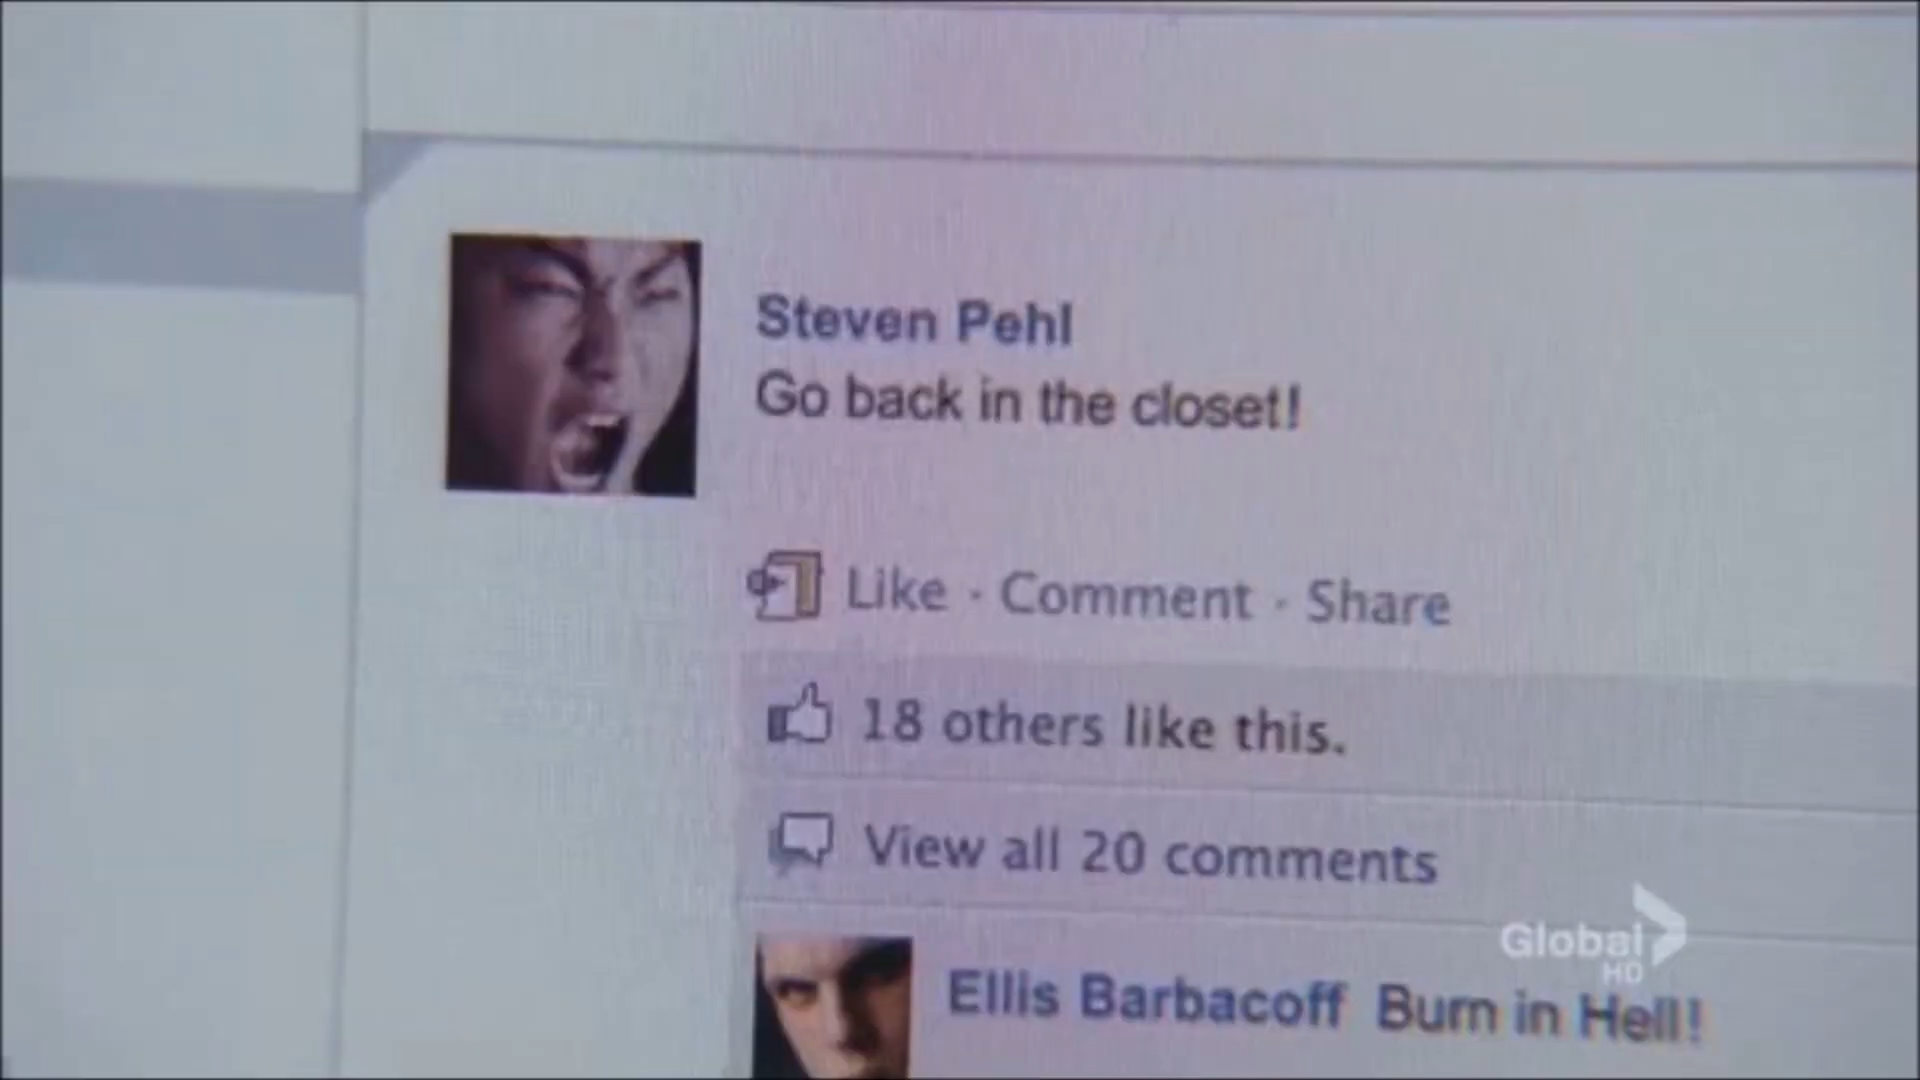 Steven Pehl
Go back in the closet!
Like · Comment · Share
18 others like this.
View all 20 comments
Ellis Barbacoff Burn in Hell!
Global
HD